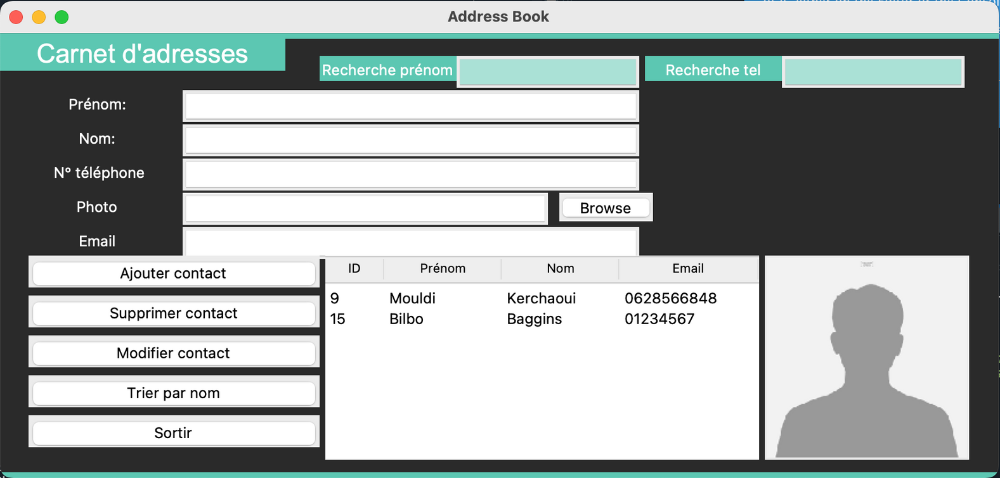 Address Book
Carnet d'adresses
Recherche prénom
Recherche tel
Prénom:
Nom:
N° téléphone
Photo
Browse
Email
Ajouter contact
Supprimer contact
Modifier contact
Trier par nom
Sortir
ID Prénom Nom Email
9 Mouldi Kerchaoui 0628566848
15 Bilbo Baggins 01234567